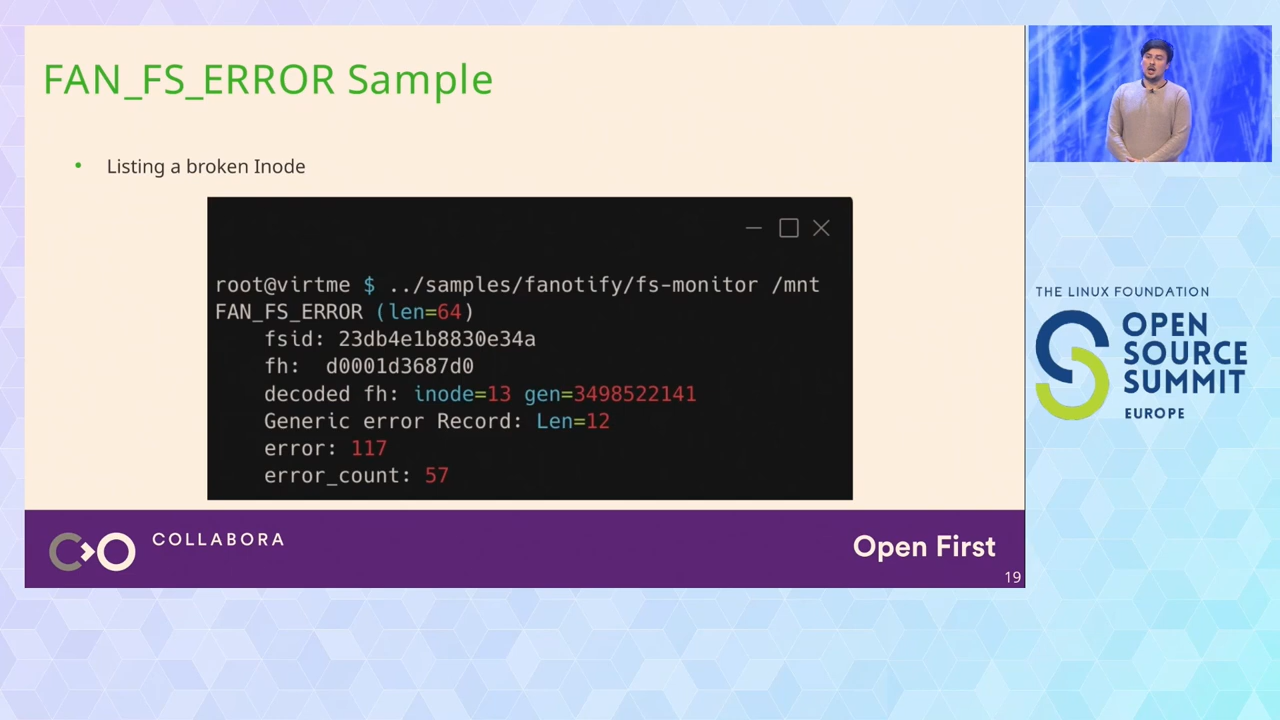 FAN_FS_ERROR Sample
• Listing a broken Inode
root@virtme $ ../samples/fanotify/fs-monitor /mnt
FAN_FS_ERROR (len=64)
fsid: 23db4e1b8830e34a
fh: d0001d3687d0
decoded fh: inode=13 gen=3498522141
Generic error Record: Len=12
error: 117
error_count: 57
COLLABORA
Open First
19
THE LINUX FOUNDATION
OPEN
SOURCE
SUMMIT
EUROPE